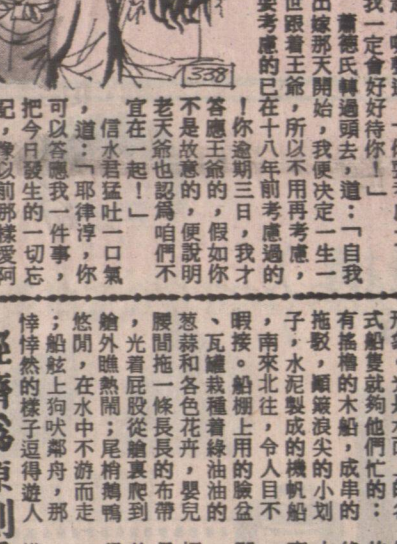 338
我一定會好好待你！」
蕭德氏轉過頭去，道：「自我
出嫁那天開始，我便决定一生一
世跟着王爺，所以不用再考慮，
要考慮的已在十八年前考慮過的
！你逾期三日，我才
答應王爺的，假如你
不是故意的，便說明
老天爺也認爲咱們不
宜在一起！」
信水君猛吐一口氣
，道：「耶律淳，你
可以答應我一件事，
把今日發生的一切忘
記，像以前那樣愛阿
式船隻就夠他們忙的：各
有搖櫓的木船，成串的
拖駁，顚簸浪尖的小划
子，水泥製成的機帆船
，南來北往，令人目不
暇接。船棚上用的臉盆
、瓦罐栽種着綠油油的
葱蒜和各色花卉，嬰兒
腰間拖一條長長的布帶
，光着屁股從艙裏爬到
艙外瞧熱鬧；尾梢鵝鴨
悠閒，在水中不游而走
；船舷上狗吠鄰舟，那
悻悻然的樣子逗得遊人